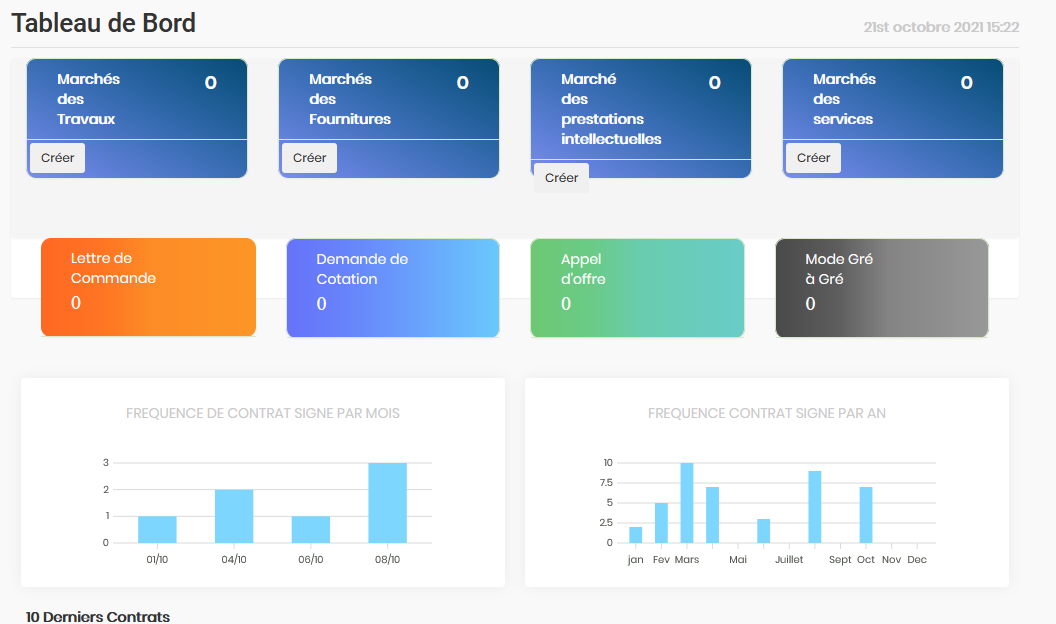 Tableau de Bord
21st octobre 2021 15:22
Marchés
des
Travaux
0
Créer
Marchés
des
Fournitures
0
Créer
Marché
des
prestations
intellectuelles
0
Créer
Marchés
des
services
0
Créer
Lettre de
Commande
0
Demande de
Cotation
0
Appel
d'offre
0
Mode Gré
à Gré
0
FREQUENCE DE CONTRAT SIGNE PAR MOIS
3
2
1
0
01/10 04/10 06/10 08/10
FREQUENCE CONTRAT SIGNE PAR AN
10
7.5
5
2.5
0
jan Fev Mars Mai Juillet Sept Oct Nov Dec
10 Derniers Contrats